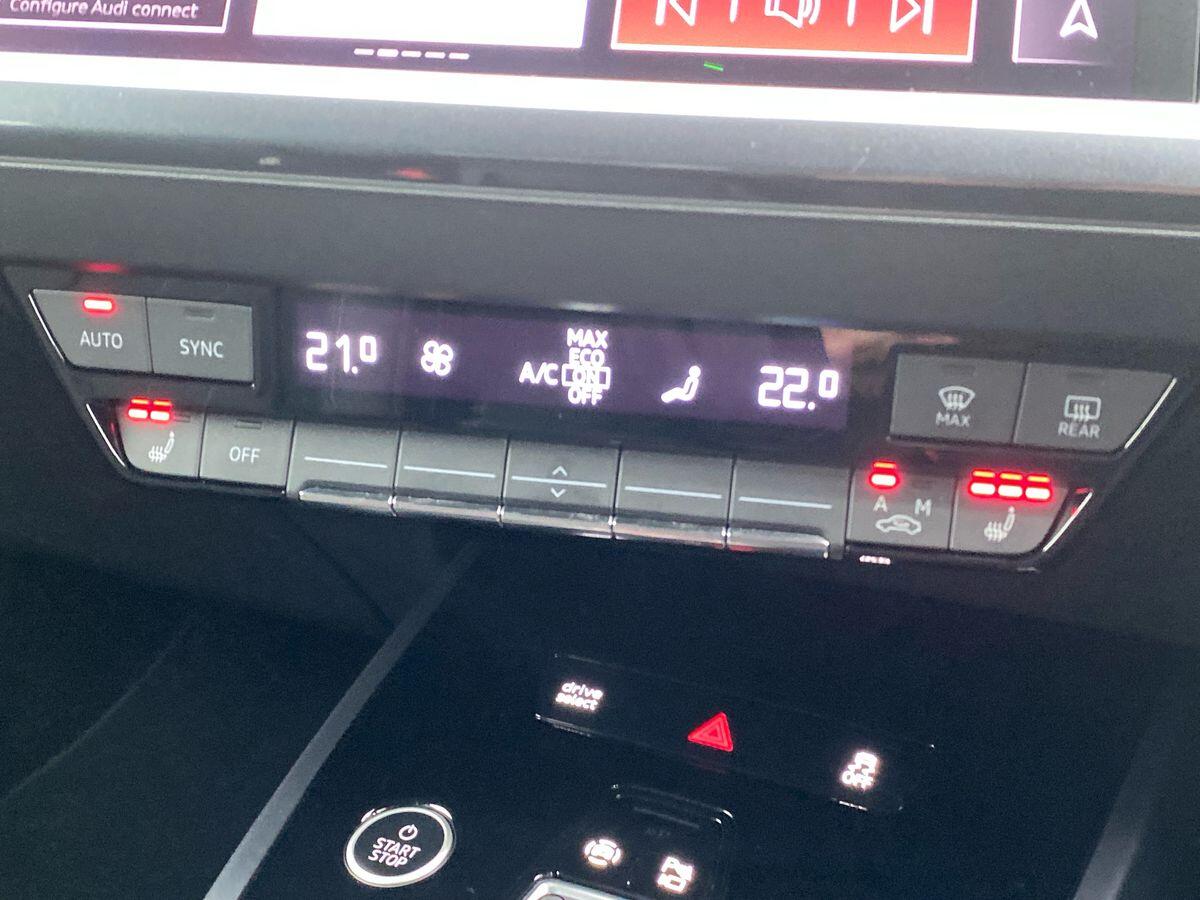 Configure Audi connect
AUTO
SYNC
21.0
A/C
MAX
ECO
ON
OFF
22.0
MAX
REAR
OFF
A M
drive
select
OFF
START
STOP